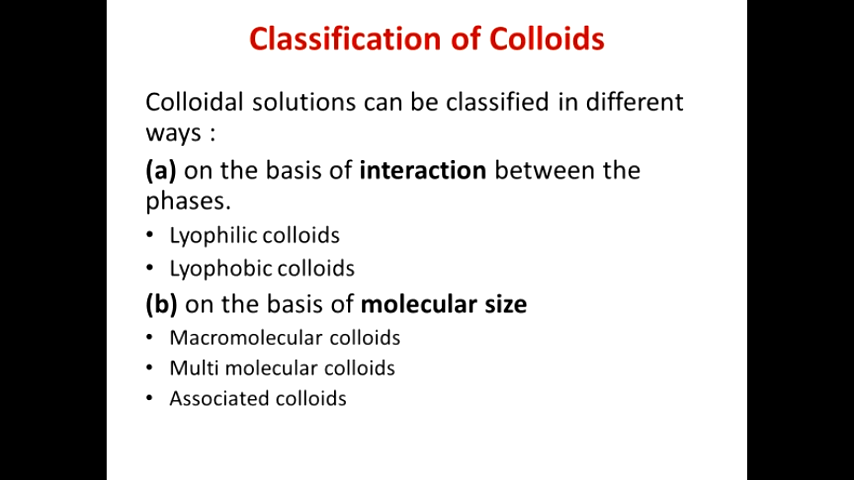 Classification of Colloids
Colloidal solutions can be classified in different
ways :
(a) on the basis of interaction between the
phases.
• Lyophilic colloids
• Lyophobic colloids
(b) on the basis of molecular size
• Macromolecular colloids
• Multi molecular colloids
• Associated colloids